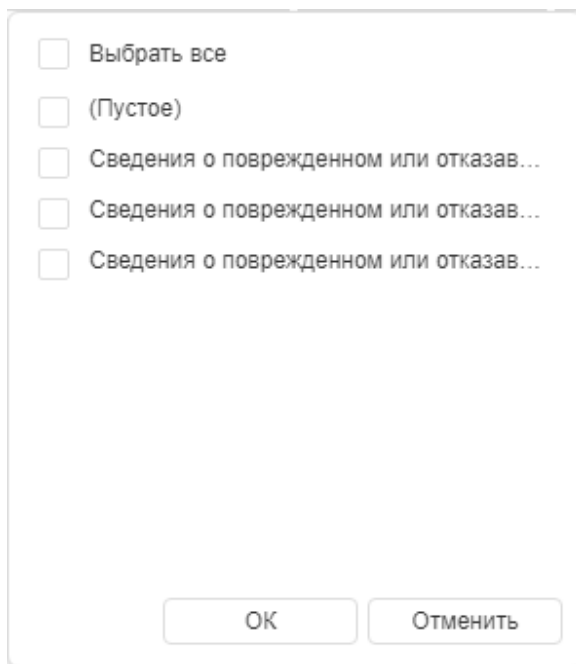 Выбрать все
(Пустое)
Сведения о поврежденном или отказав...
Сведения о поврежденном или отказав...
Сведения о поврежденном или отказав...
ОК
Отменить